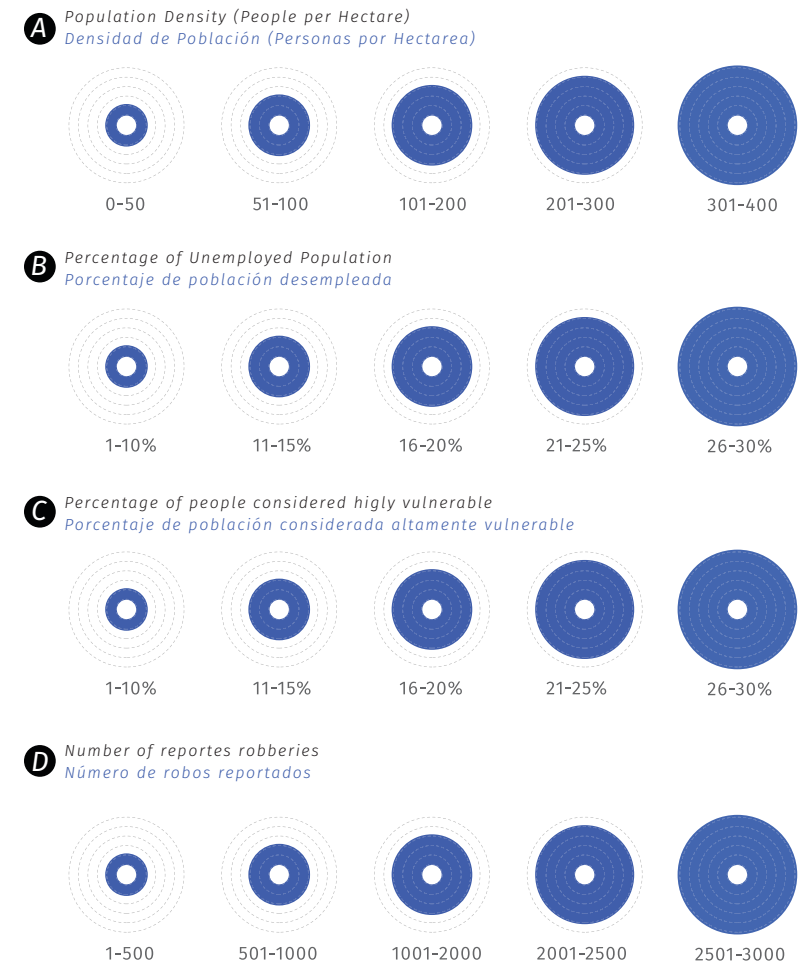 A
Population Density (People per Hectare)
Densidad de Población (Personas por Hectarea)
0-50 51-100 101-200 201-300 301-400
B
Percentage of Unemployed Population
Porcentaje de población desempleada
1-10% 11-15% 16-20% 21-25% 26-30%
C
Percentage of people considered higly vulnerable
Porcentaje de población considerada altamente vulnerable
1-10% 11-15% 16-20% 21-25% 26-30%
D
Number of reportes robberies
Número de robos reportados
1-500 501-1000 1001-2000 2001-2500 2501-3000